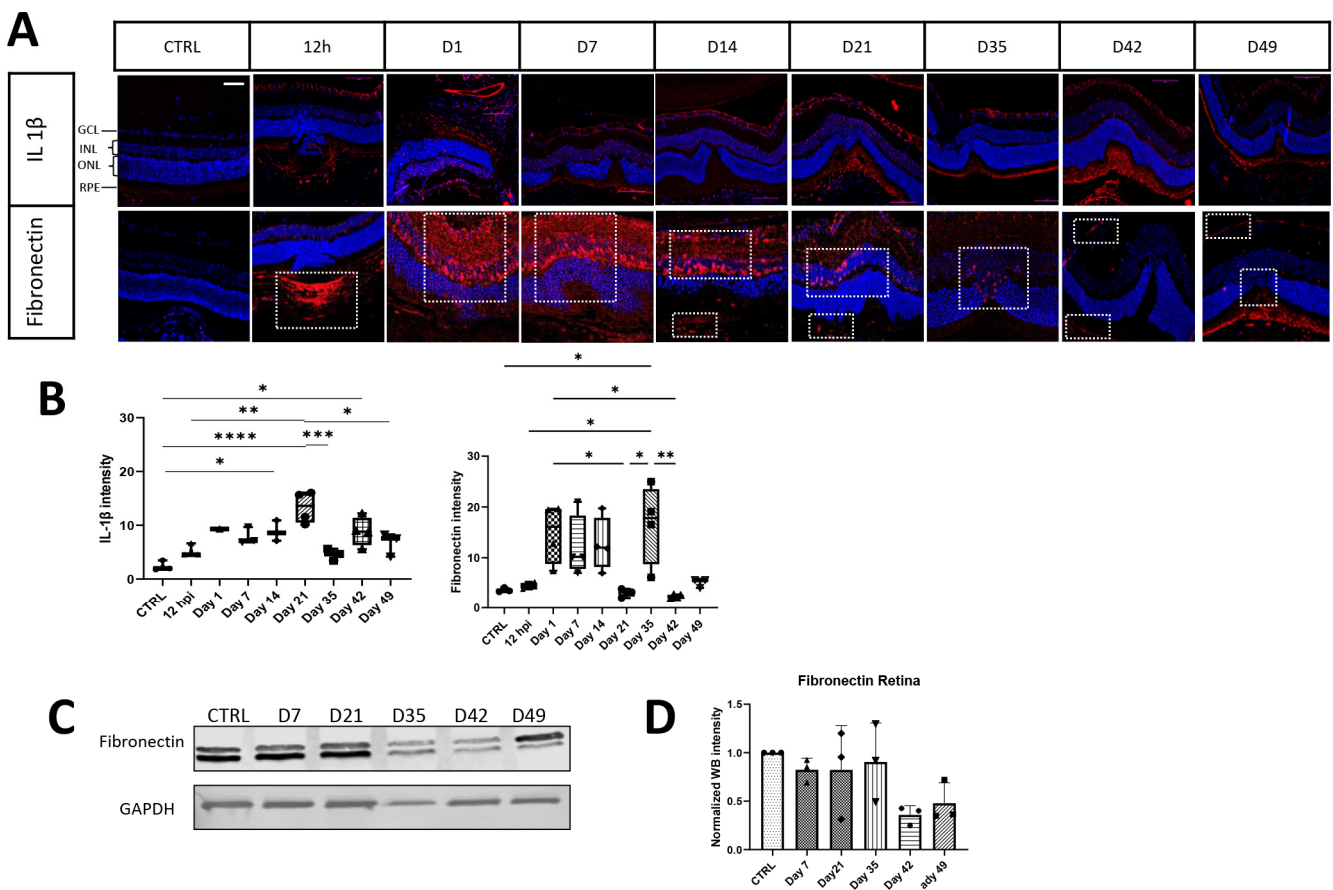 A
CTRL 12h D1 D7 D14 D21 D35 D42 D49
IL 1β
GCL
INL
ONL
RPE
Fibronectin
B
*
**
*
****
***
*
30
20
10
0
IL-1β intensity
CTRL
12 hpi
Day 1
Day 7
Day 14
Day 21
Day 35
Day 42
Day 49
*
*
*
*
*
**
30
20
10
0
Fibronectin intensity
CTRL
12 hpi
Day 1
Day 7
Day 14
Day 21
Day 35
Day 42
Day 49
C
CTRL D7 D21 D35 D42 D49
Fibronectin
GAPDH
D
Fibronectin Retina
1.5
1.0
0.5
0.0
Normalized WB intensity
CTRL
Day 7
Day21
Day 35
Day 42
ady 49